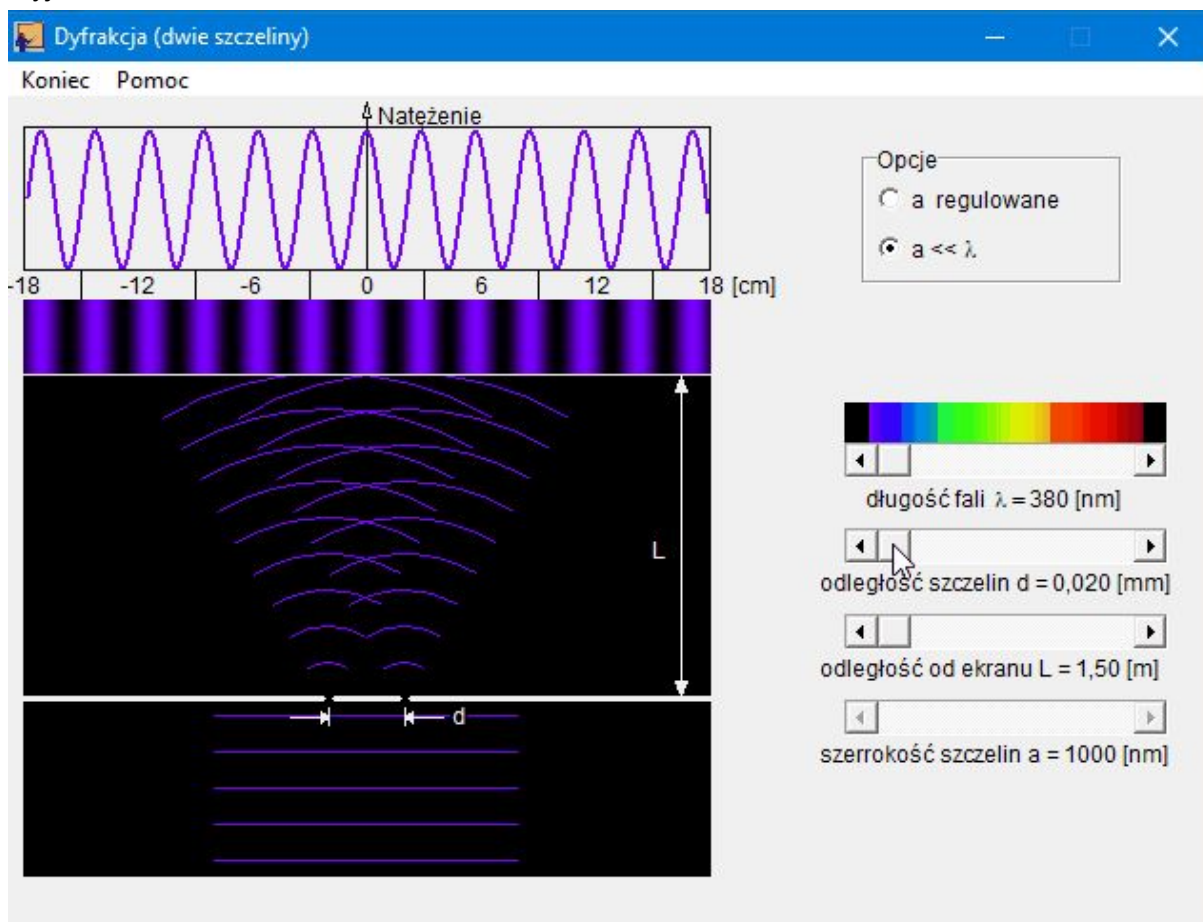 Dyfrakcja (dwie szczeliny)
Koniec Pomoc
Natężenie
-18 -12 -6 0 6 12 18 [cm]
Opcje
a regulowane
a << λ
L
d
długość fali λ = 380 [nm]
odległość szczelin d = 0,020 [mm]
odległość od ekranu L = 1,50 [m]
szerrokość szczelin a = 1000 [nm]